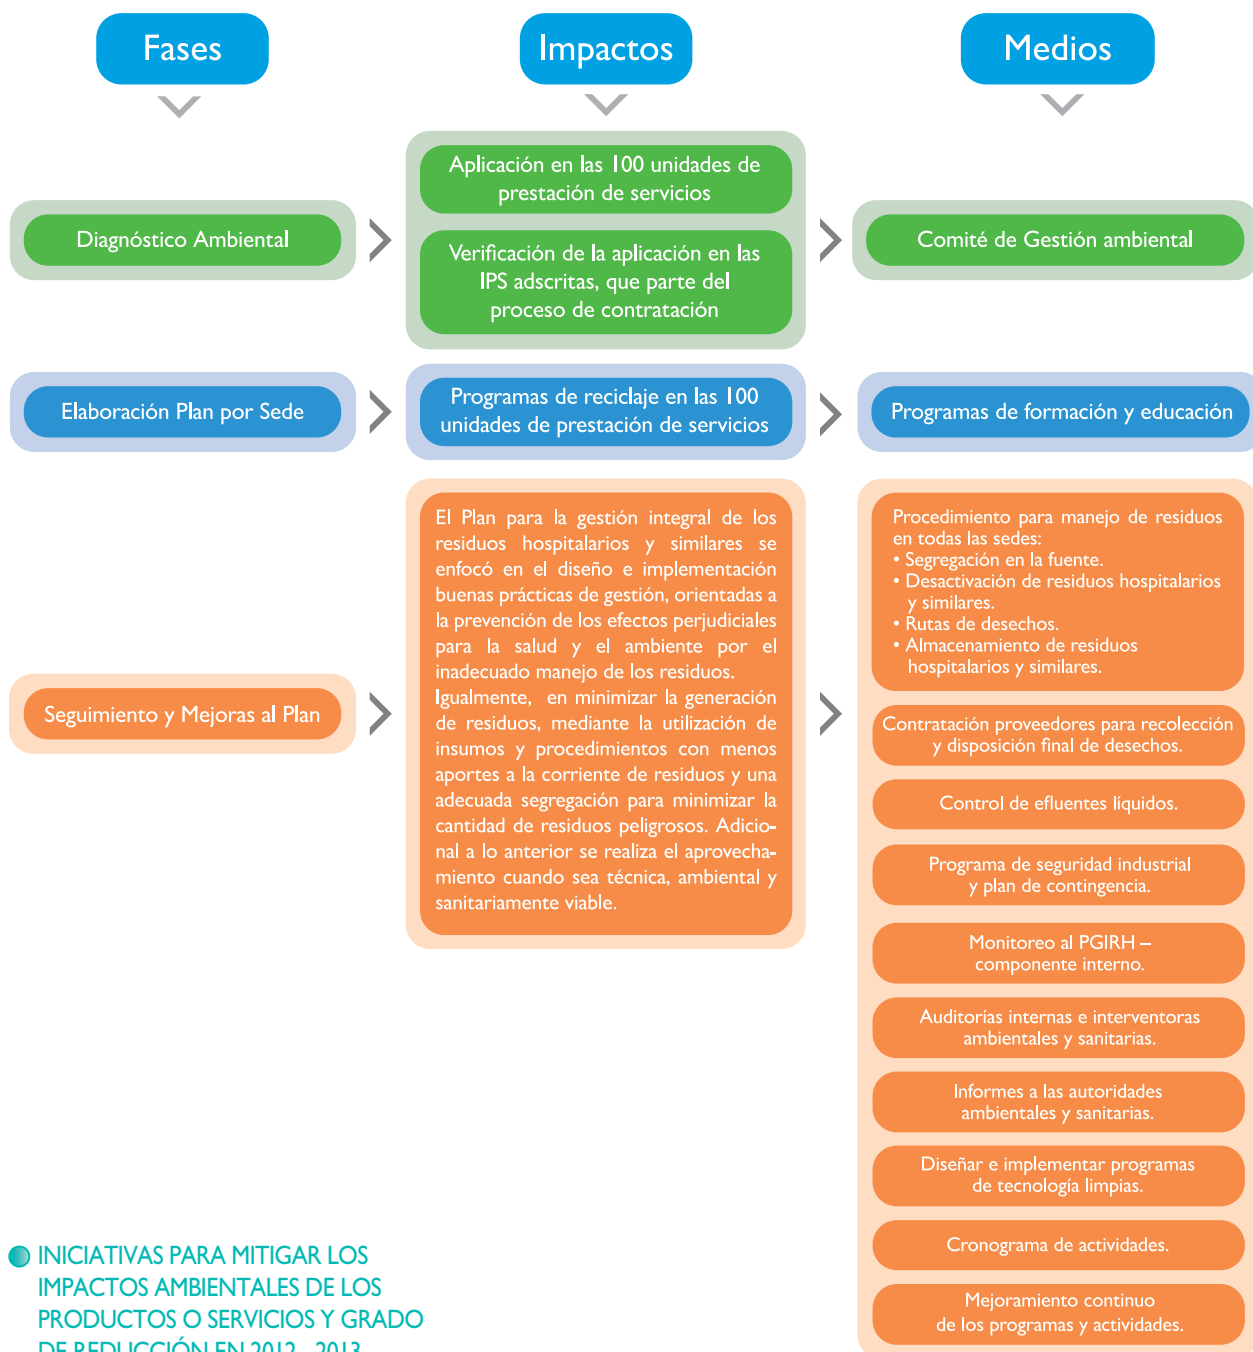 Fases
Impactos
Medios
Diagnóstico Ambiental
Aplicación en las 100 unidades de
prestación de servicios
Verificación de la aplicación en las
IPS adscritas, que parte del
proceso de contratación
Comité de Gestión ambiental
Elaboración Plan por Sede
Programas de reciclaje en las 100
unidades de prestación de servicios
Programas de formación y educación
Seguimiento y Mejoras al Plan
El Plan para la gestión integral de los
residuos hospitalarios y similares se
enfocó en el diseño e implementación
buenas prácticas de gestión, orientadas a
la prevención de los efectos perjudiciales
para la salud y el ambiente por el
inadecuado manejo de los residuos.
Igualmente, en minimizar la generación
de residuos, mediante la utilización de
insumos y procedimientos con menos
aportes a la corriente de residuos y una
adecuada segregación para minimizar la
cantidad de residuos peligrosos. Adicio-
nal a lo anterior se realiza el aprovecha-
miento cuando sea técnica, ambiental y
sanitariamente viable.
Procedimiento para manejo de residuos
en todas las sedes:
• Segregación en la fuente.
• Desactivación de residuos hospitalarios
y similares.
• Rutas de desechos.
• Almacenamiento de residuos
hospitalarios y similares.
Contratación proveedores para recolección
y disposición final de desechos.
Control de efluentes líquidos.
Programa de seguridad industrial
y plan de contingencia.
Monitoreo al PGIRH –
componente interno.
Auditorías internas e interventoras
ambientales y sanitarias.
Informes a las autoridades
ambientales y sanitarias.
Diseñar e implementar programas
de tecnología limpias.
Cronograma de actividades.
Mejoramiento continuo
de los programas y actividades.
INICIATIVAS PARA MITIGAR LOS
IMPACTOS AMBIENTALES DE LOS
PRODUCTOS O SERVICIOS Y GRADO
DE REDUCCIÓN EN 2012 - 2013